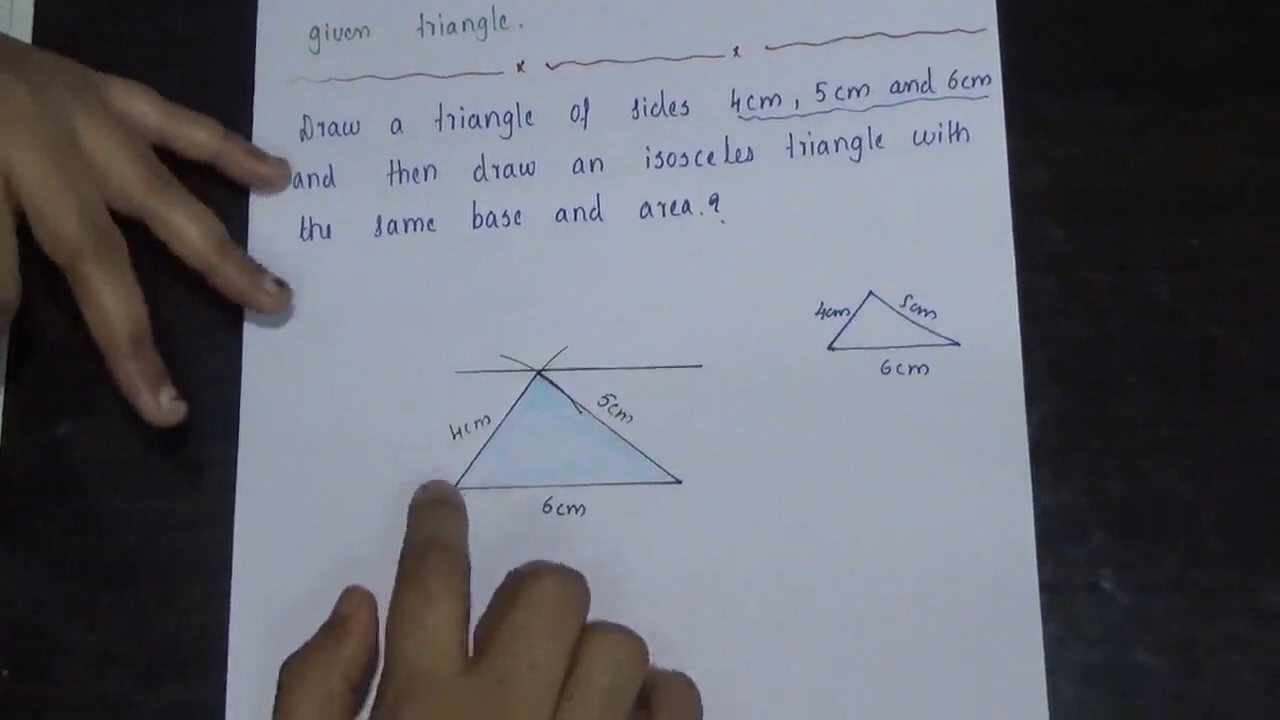 given triangle.
Draw a triangle of sides 4cm, 5cm and 6cm
and then draw an isosceles triangle with
the same base and area.?
4cm 5cm
6cm
4cm 5cm
6cm